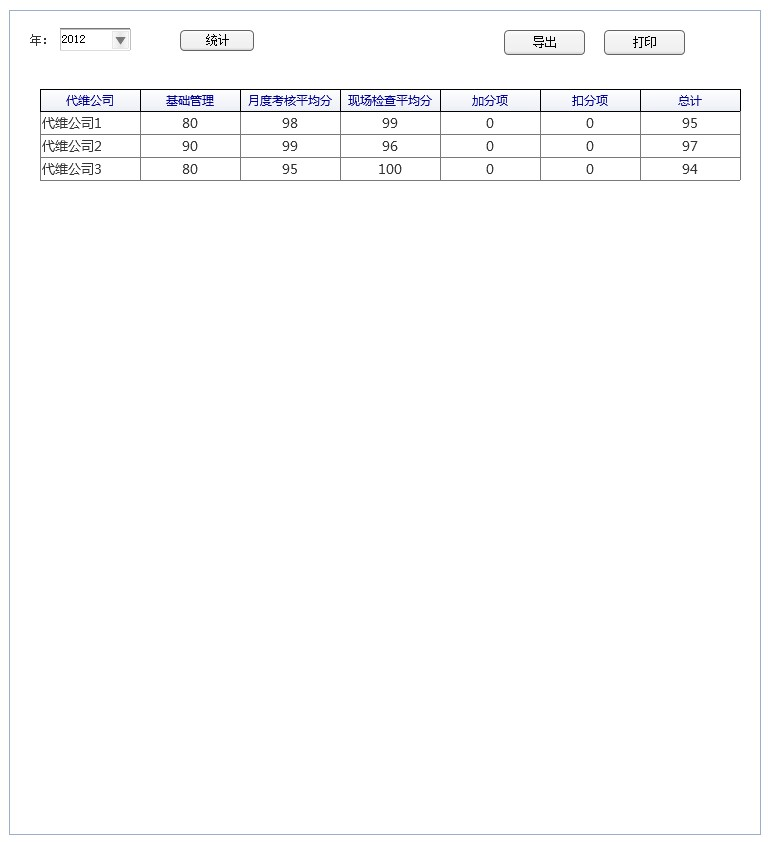 年： 2012 统计 导出 打印
代维公司 基础管理 月度考核平均分 现场检查平均分 加分项 扣分项 总计
代维公司1 80 98 99 0 0 95
代维公司2 90 99 96 0 0 97
代维公司3 80 95 100 0 0 94